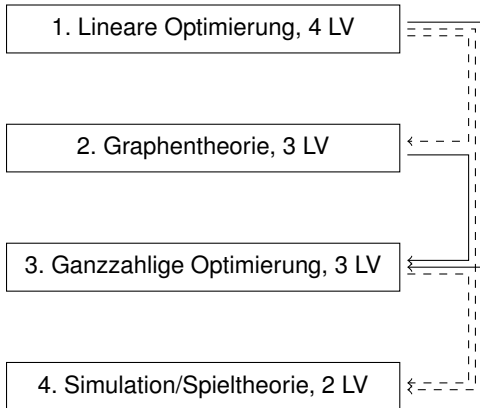 1. Lineare Optimierung, 4 LV
2. Graphentheorie, 3 LV
3. Ganzzahlige Optimierung, 3 LV
4. Simulation/Spieltheorie, 2 LV